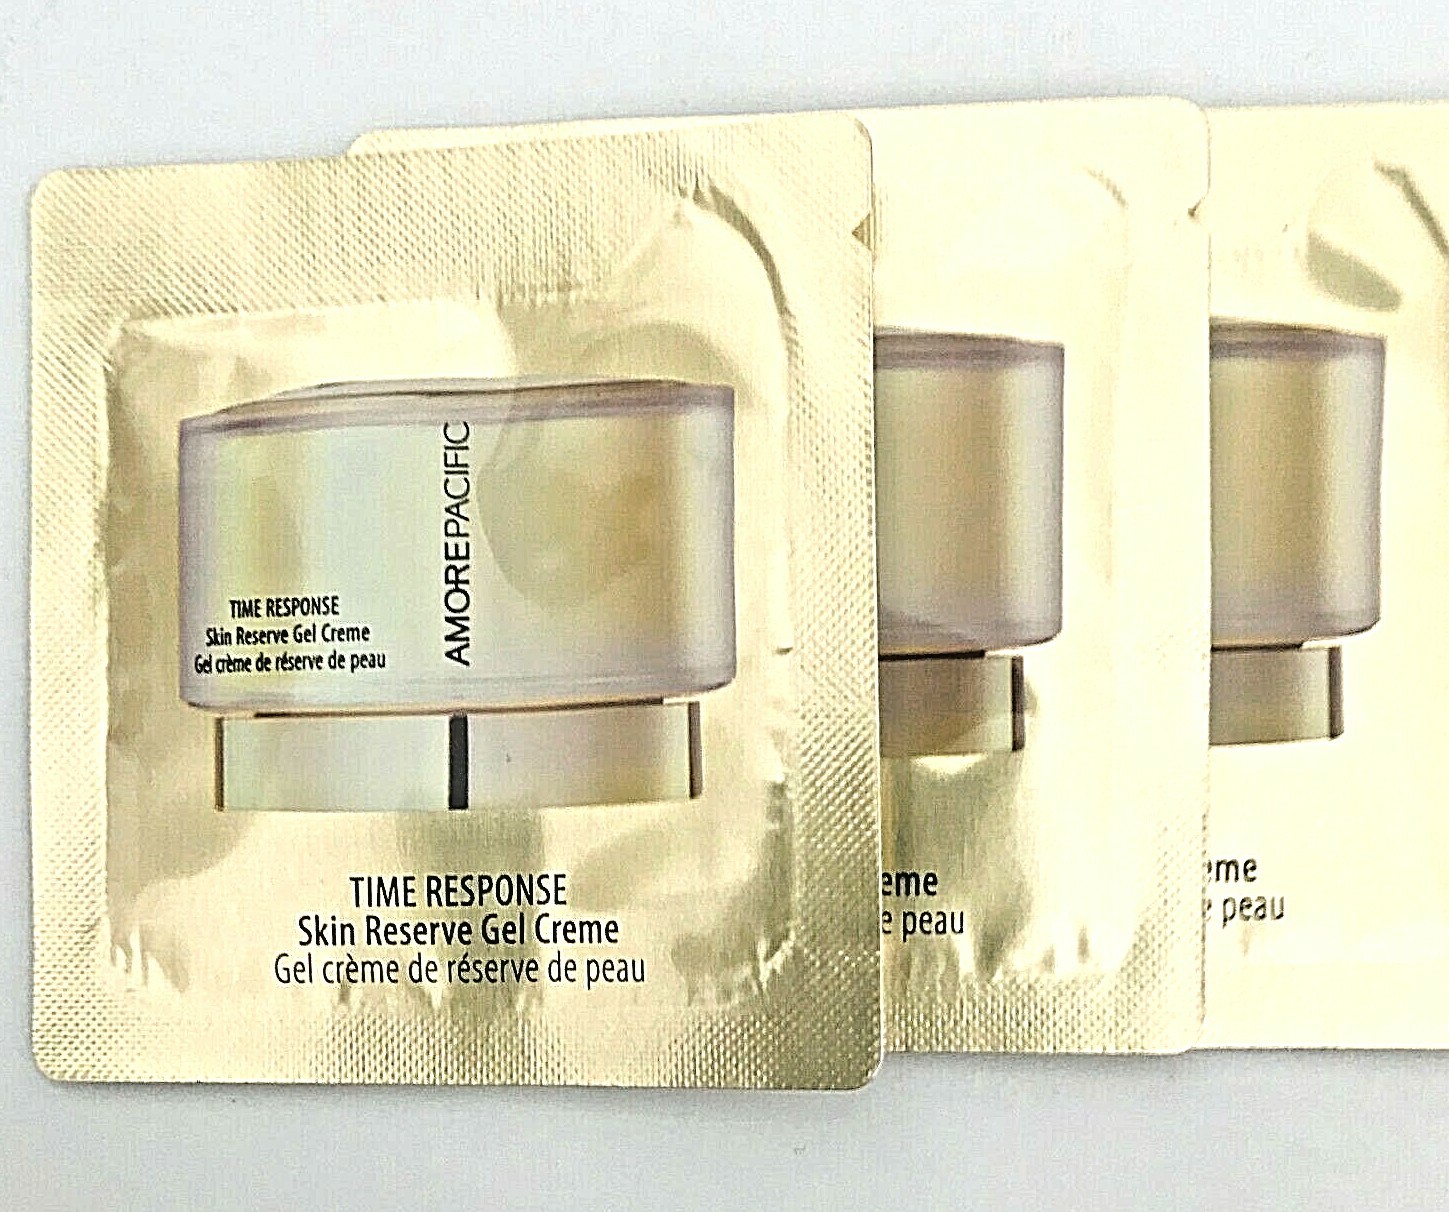 AMOREPACIFIC
TIME RESPONSE
Skin Reserve Gel Creme
Gel crème de réserve de peau
TIME RESPONSE
Skin Reserve Gel Creme
Gel crème de réserve de peau
eme
e peau
eme
peau